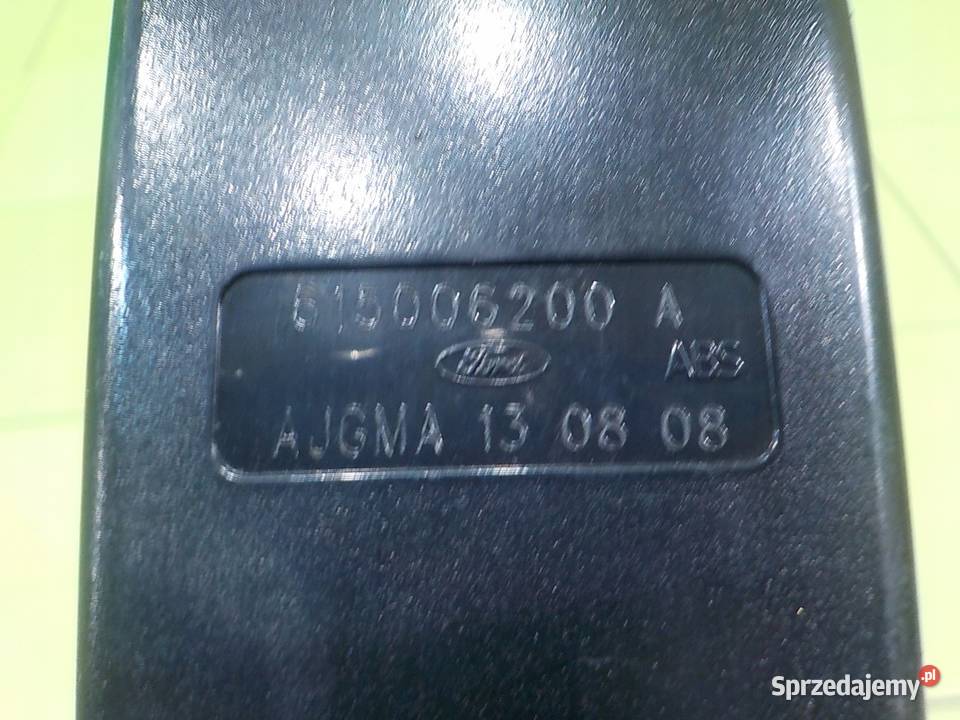 615006200 A
Ford
ABS
AJGMA 13 08 08
Sprzedajemy.pl